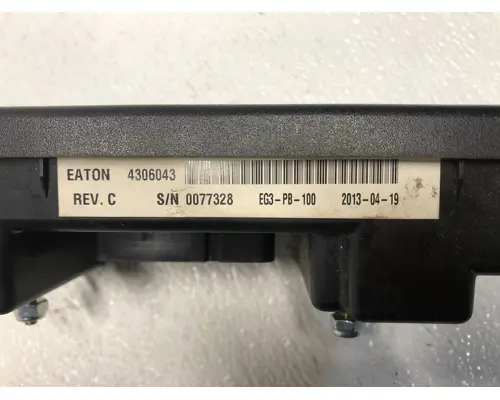 EATON 4306043
REV. C S/N 0077328 EG3-PB-100 2013-04-19